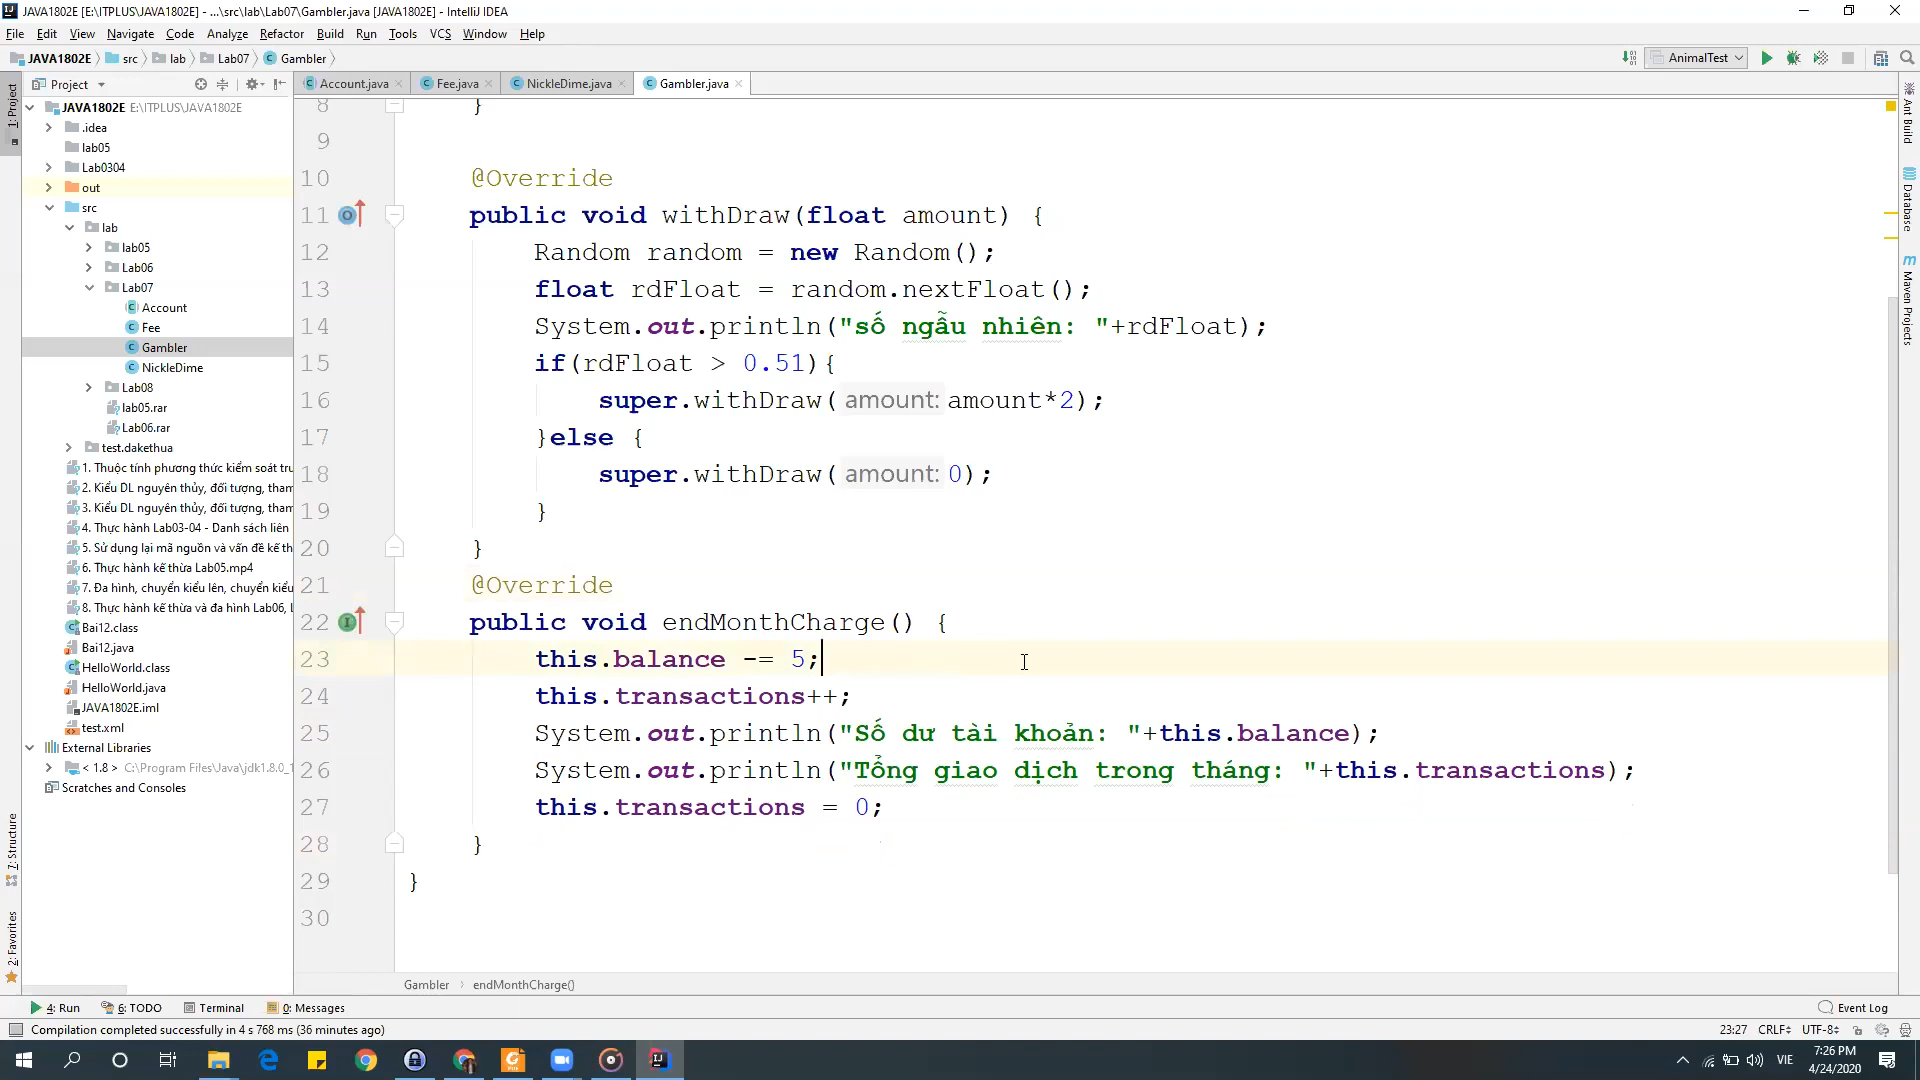 JAVA1802E [E:\ITPLUS\JAVA1802E] - ...\src\lab\Lab07\Gambler.java [JAVA1802E] - IntelliJ IDEA
File Edit View Navigate Code Analyze Refactor Build Run Tools VCS Window Help
JAVA1802E src lab Lab07 Gambler AnimalTest
Project Account.java Fee.java NickleDime.java Gambler.java
JAVA1802E E:\ITPLUS\JAVA1802E
.idea
lab05
Lab0304
out
src
lab
lab05
Lab06
Lab07
Account
Fee
Gambler
NickleDime
Lab08
lab05.rar
Lab06.rar
test.dakethua
1. Thuộc tính phương thức kiểm soát tru
2. Kiểu DL nguyên thủy, đối tượng, tham
3. Kiểu DL nguyên thủy, đối tượng, tham
4. Thực hành Lab03-04 - Danh sách liên
5. Sử dụng lại mã nguồn và vấn đề kế th
6. Thực hành kế thừa Lab05.mp4
7. Đa hình, chuyển kiểu lên, chuyển kiểu
8. Thực hành kế thừa và đa hình Lab06, L
Bai12.class
Bai12.java
HelloWorld.class
HelloWorld.java
JAVA1802E.iml
test.xml
External Libraries
< 1.8 > C:\Program Files\Java\jdk1.8.0_1
Scratches and Consoles
1: Project
7: Structure
2: Favorites
8 }
9
10 @Override
11 public void withDraw(float amount) {
12 Random random = new Random();
13 float rdFloat = random.nextFloat();
14 System.out.println("số ngẫu nhiên: "+rdFloat);
15 if(rdFloat > 0.51){
16 super.withDraw( amount: amount*2);
17 }else {
18 super.withDraw( amount: 0);
19 }
20 }
21 @Override
22 public void endMonthCharge() {
23 this.balance -= 5;
24 this.transactions++;
25 System.out.println("Số dư tài khoản: "+this.balance);
26 System.out.println("Tổng giao dịch trong tháng: "+this.transactions);
27 this.transactions = 0;
28 }
29 }
30
Gambler endMonthCharge()
Ant Build
Database
Maven Projects
4: Run 6: TODO Terminal 0: Messages Event Log
Compilation completed successfully in 4 s 768 ms (36 minutes ago) 23:27 CRLF UTF-8
VIE 7:26 PM
4/24/2020